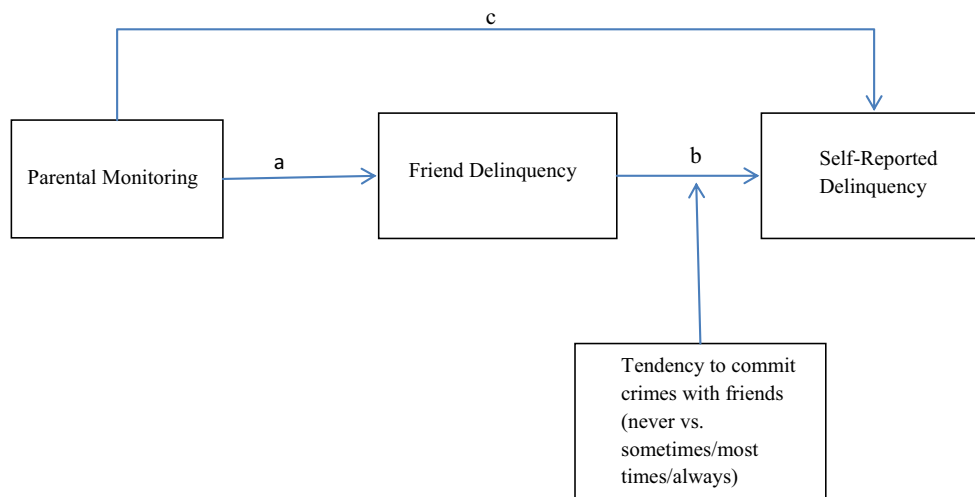 c
Parental Monitoring
a
Friend Delinquency
b
Self-Reported
Delinquency
Tendency to commit
crimes with friends
(never vs.
sometimes/most
times/always)